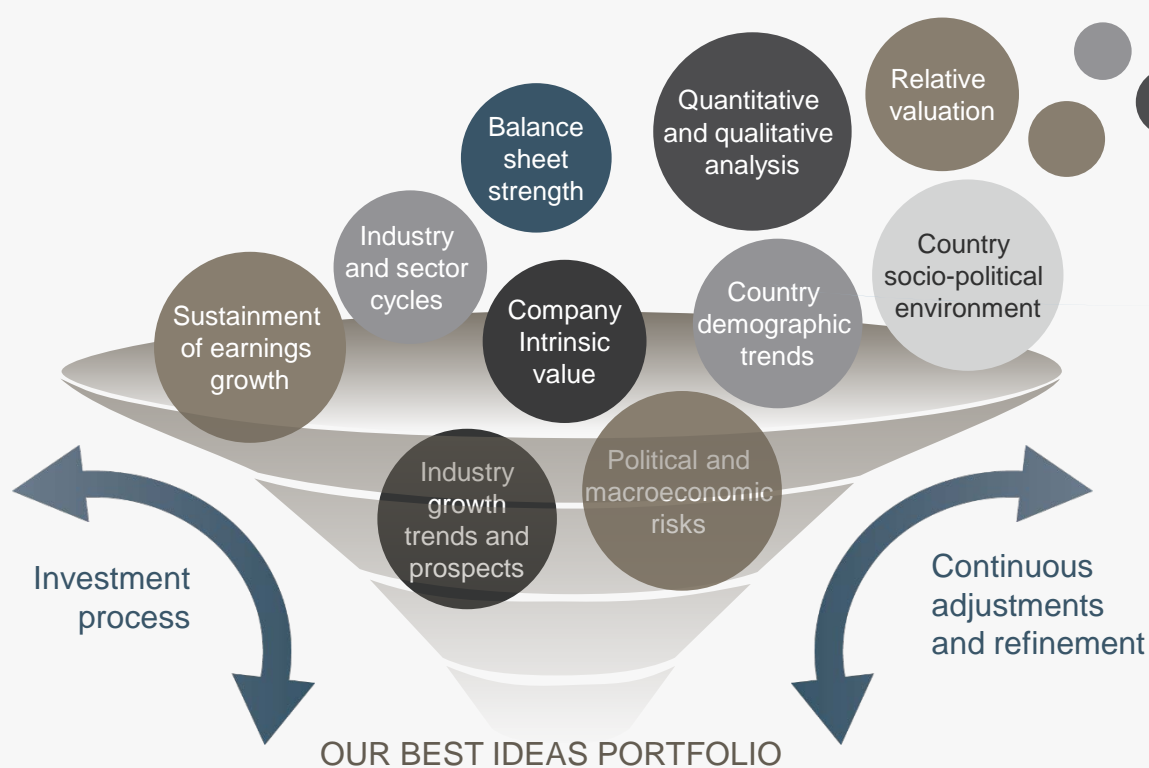 Relative
valuation
Quantitative
and qualitative
analysis
Balance
sheet
strength
Industry
and sector
cycles
Country
socio-political
environment
Sustainment
of earnings
growth
Company
Intrinsic
value
Country
demographic
trends
Industry
growth
trends and
prospects
Political and
macroeconomic
risks
Investment
process
Continuous
adjustments
and refinement
OUR BEST IDEAS PORTFOLIO